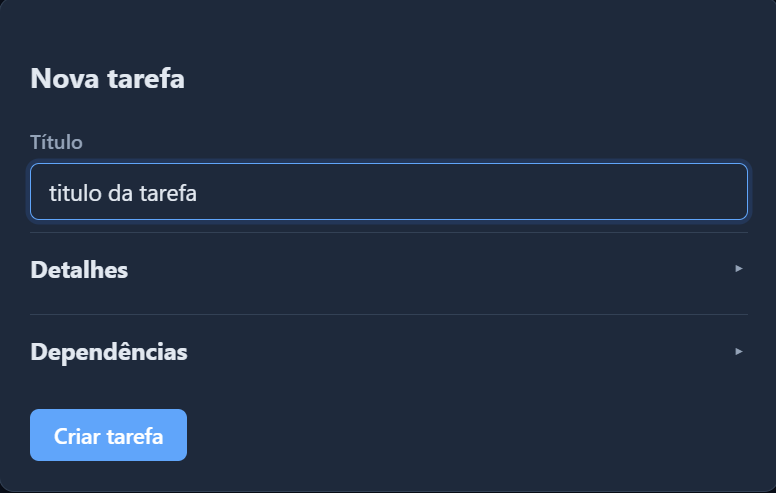 Nova tarefa
Título
titulo da tarefa
Detalhes
Dependências
Criar tarefa